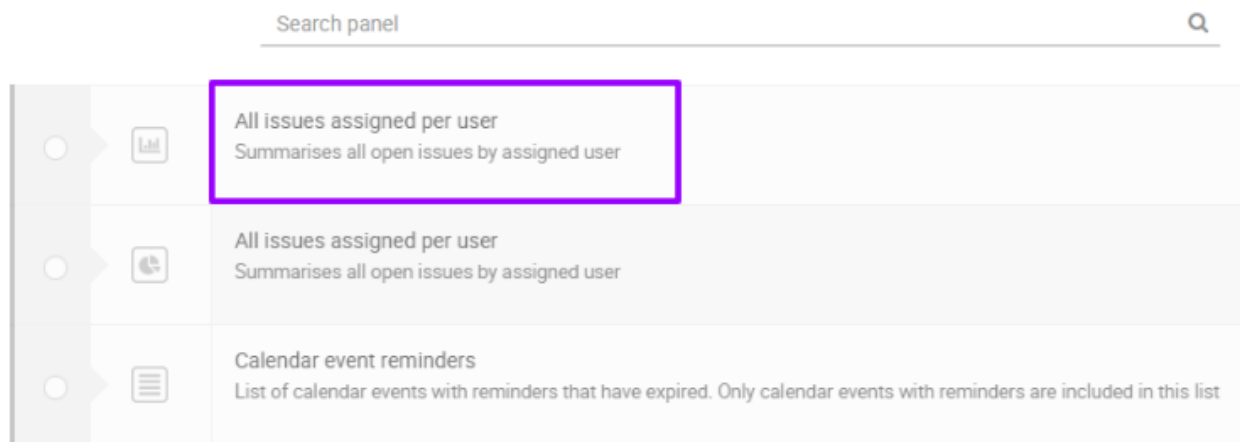 Search panel
All issues assigned per user
Summarises all open issues by assigned user
All issues assigned per user
Summarises all open issues by assigned user
Calendar event reminders
List of calendar events with reminders that have expired. Only calendar events with reminders are included in this list